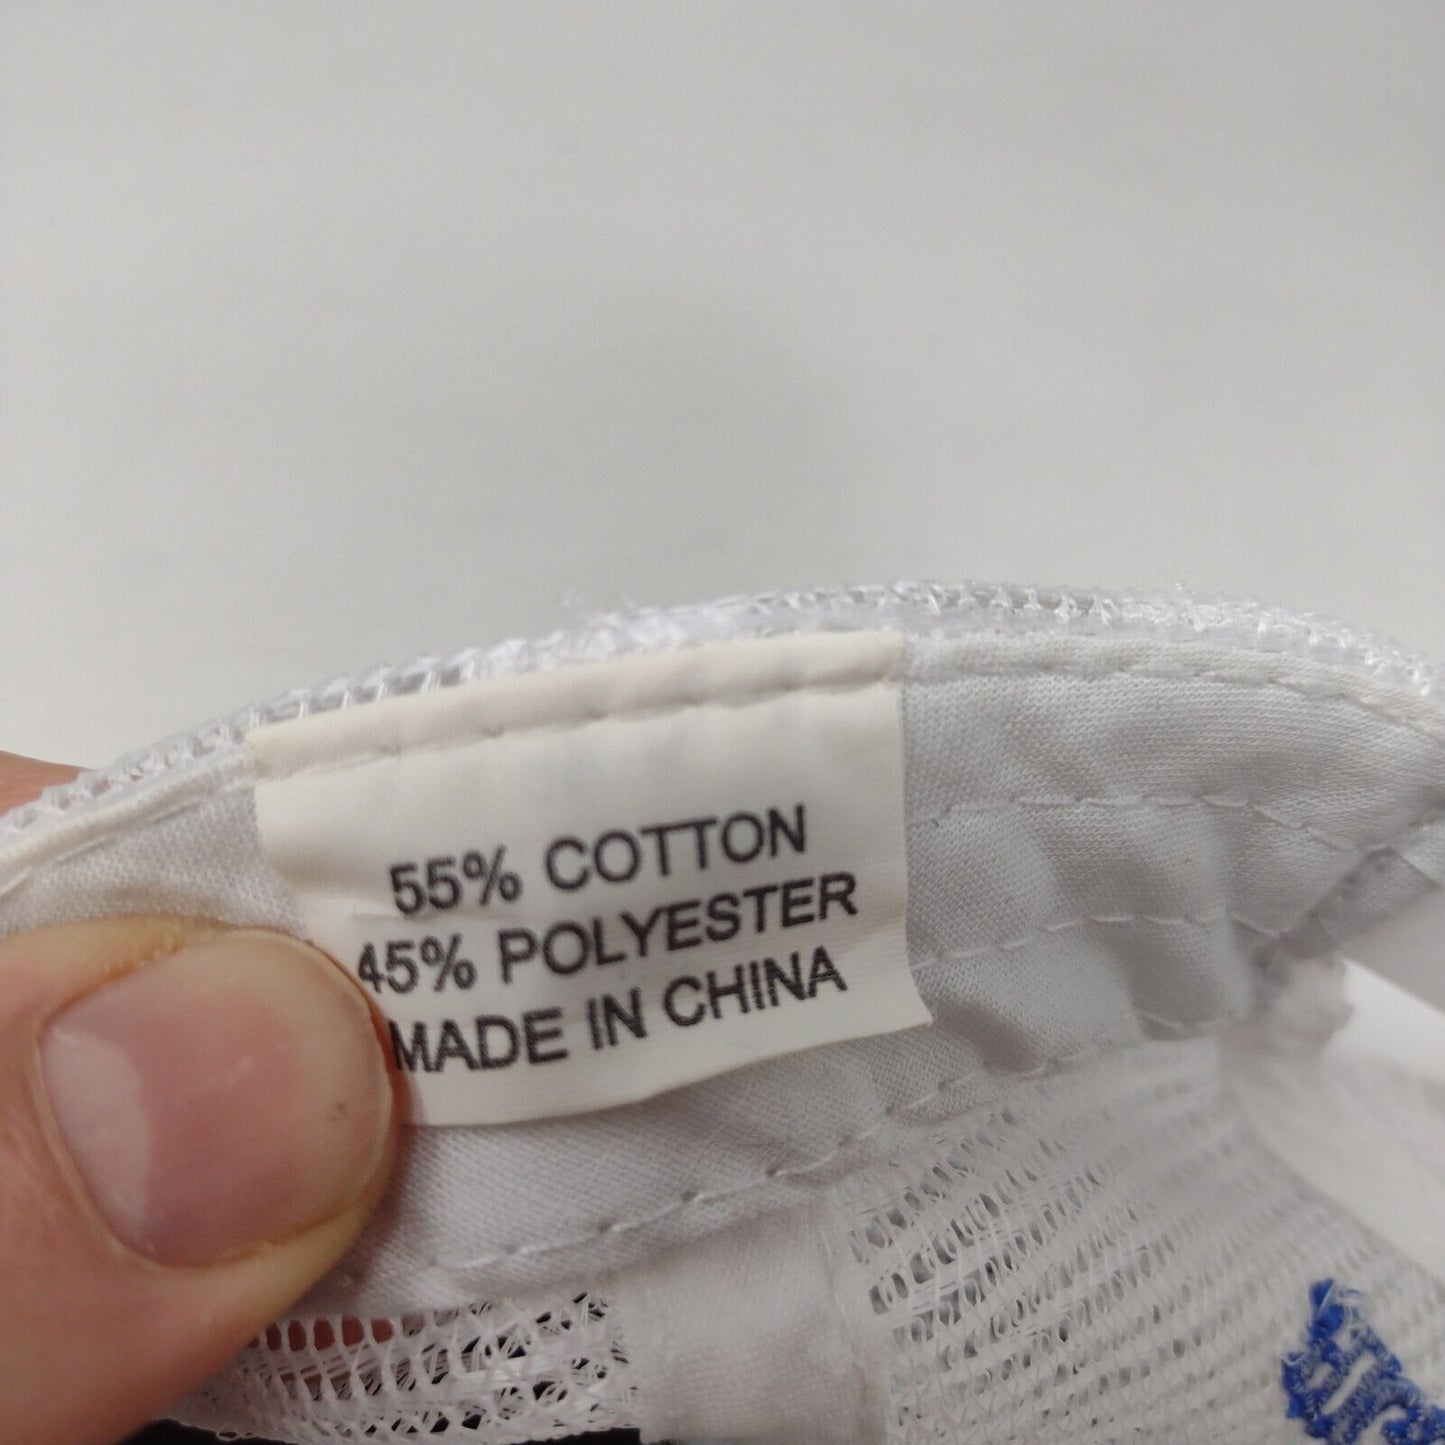 55% COTTON
45% POLYESTER
MADE IN CHINA